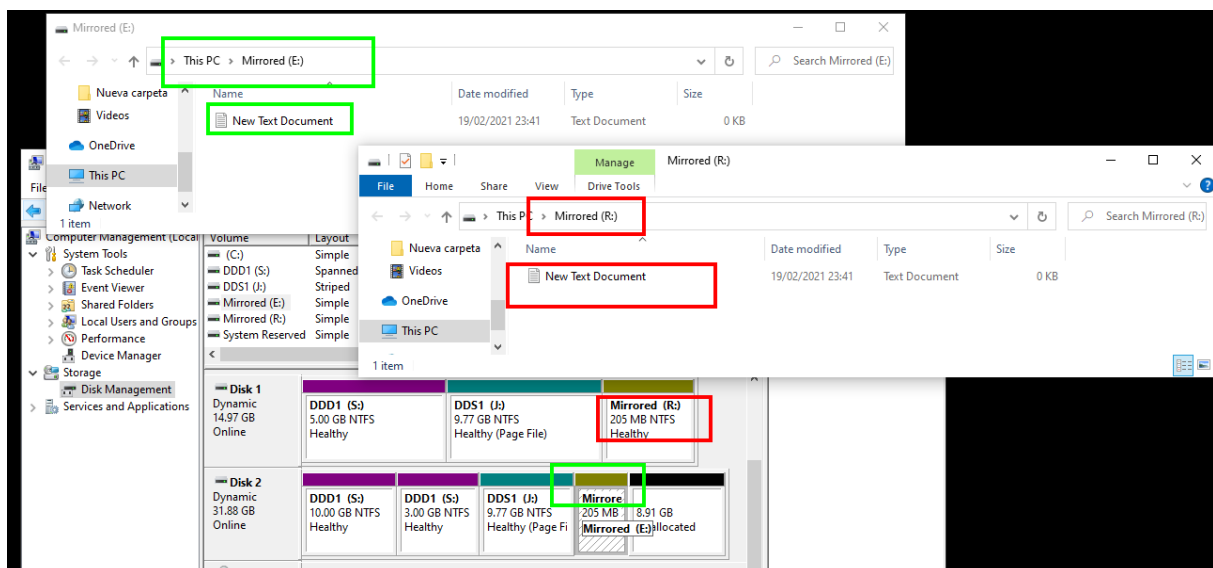 Mirrored (E:)
This PC > Mirrored (E:)
Search Mirrored (E:)
Nueva carpeta
Videos
OneDrive
This PC
Network
1 item
Name
Date modified
Type
Size
New Text Document
19/02/2021 23:41
Text Document
0 KB
Manage
Mirrored (R:)
File
Home
Share
View
Drive Tools
This PC > Mirrored (R:)
Search Mirrored (R:)
Nueva carpeta
Videos
OneDrive
This PC
1 item
Name
Date modified
Type
Size
New Text Document
19/02/2021 23:41
Text Document
0 KB
File
Computer Management (Local
System Tools
Task Scheduler
Event Viewer
Shared Folders
Local Users and Groups
Performance
Device Manager
Storage
Disk Management
Services and Applications
Volume
Layout
(C:)
Simple
DDD1 (S:)
Spanned
DDS1 (J:)
Striped
Mirrored (E:)
Simple
Mirrored (R:)
Simple
System Reserved
Simple
Disk 1
Dynamic
14.97 GB
Online
DDD1 (S:)
5.00 GB NTFS
Healthy
DDS1 (J:)
9.77 GB NTFS
Healthy (Page File)
Mirrored (R:)
205 MB NTFS
Healthy
Disk 2
Dynamic
31.88 GB
Online
DDD1 (S:)
10.00 GB NTFS
Healthy
DDD1 (S:)
3.00 GB NTFS
Healthy
DDS1 (J:)
9.77 GB NTFS
Healthy (Page Fi
Mirrore
205 MB
Mirrored (E:)
8.91 GB
allocated